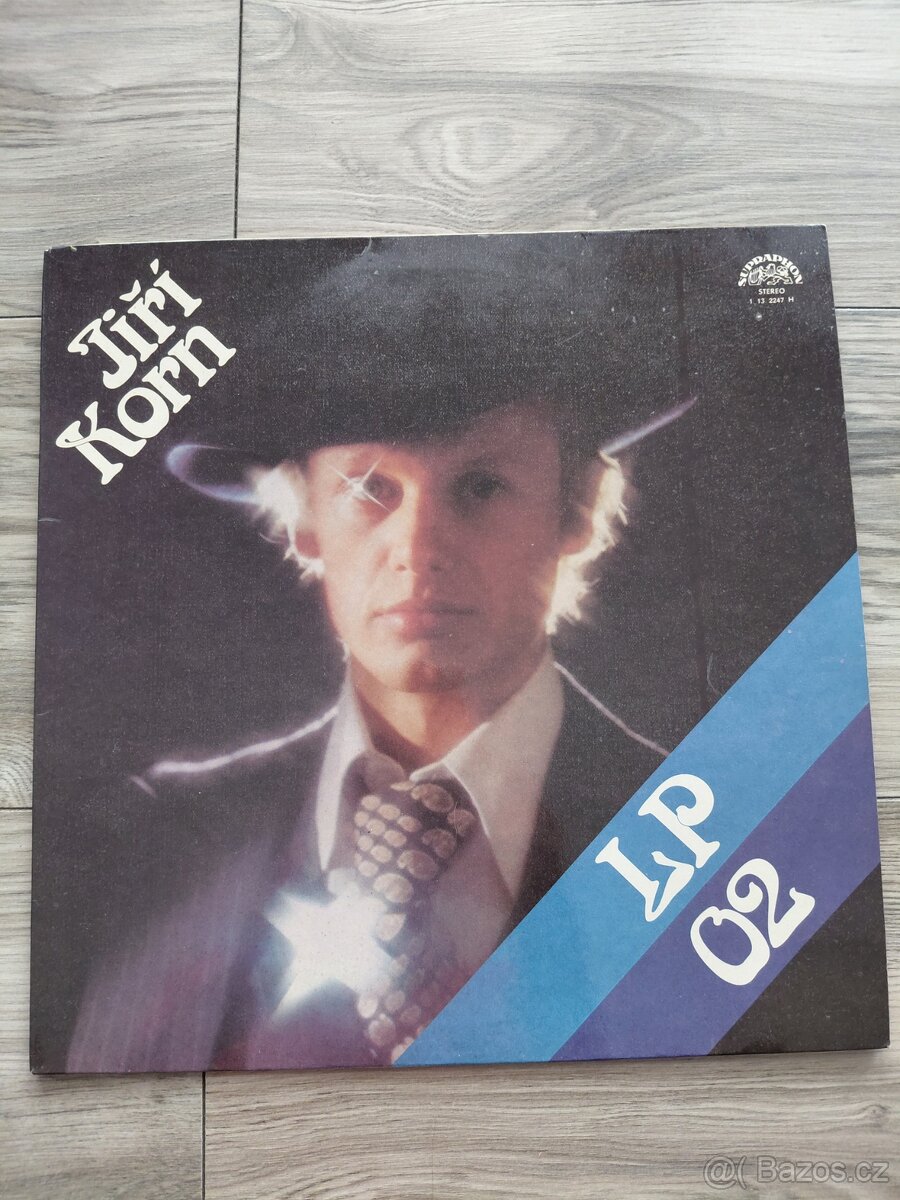 Jiří
Korn
SUPRAPHON
STEREO
1 13 2247 H
LP
02
@( Bazos.cz